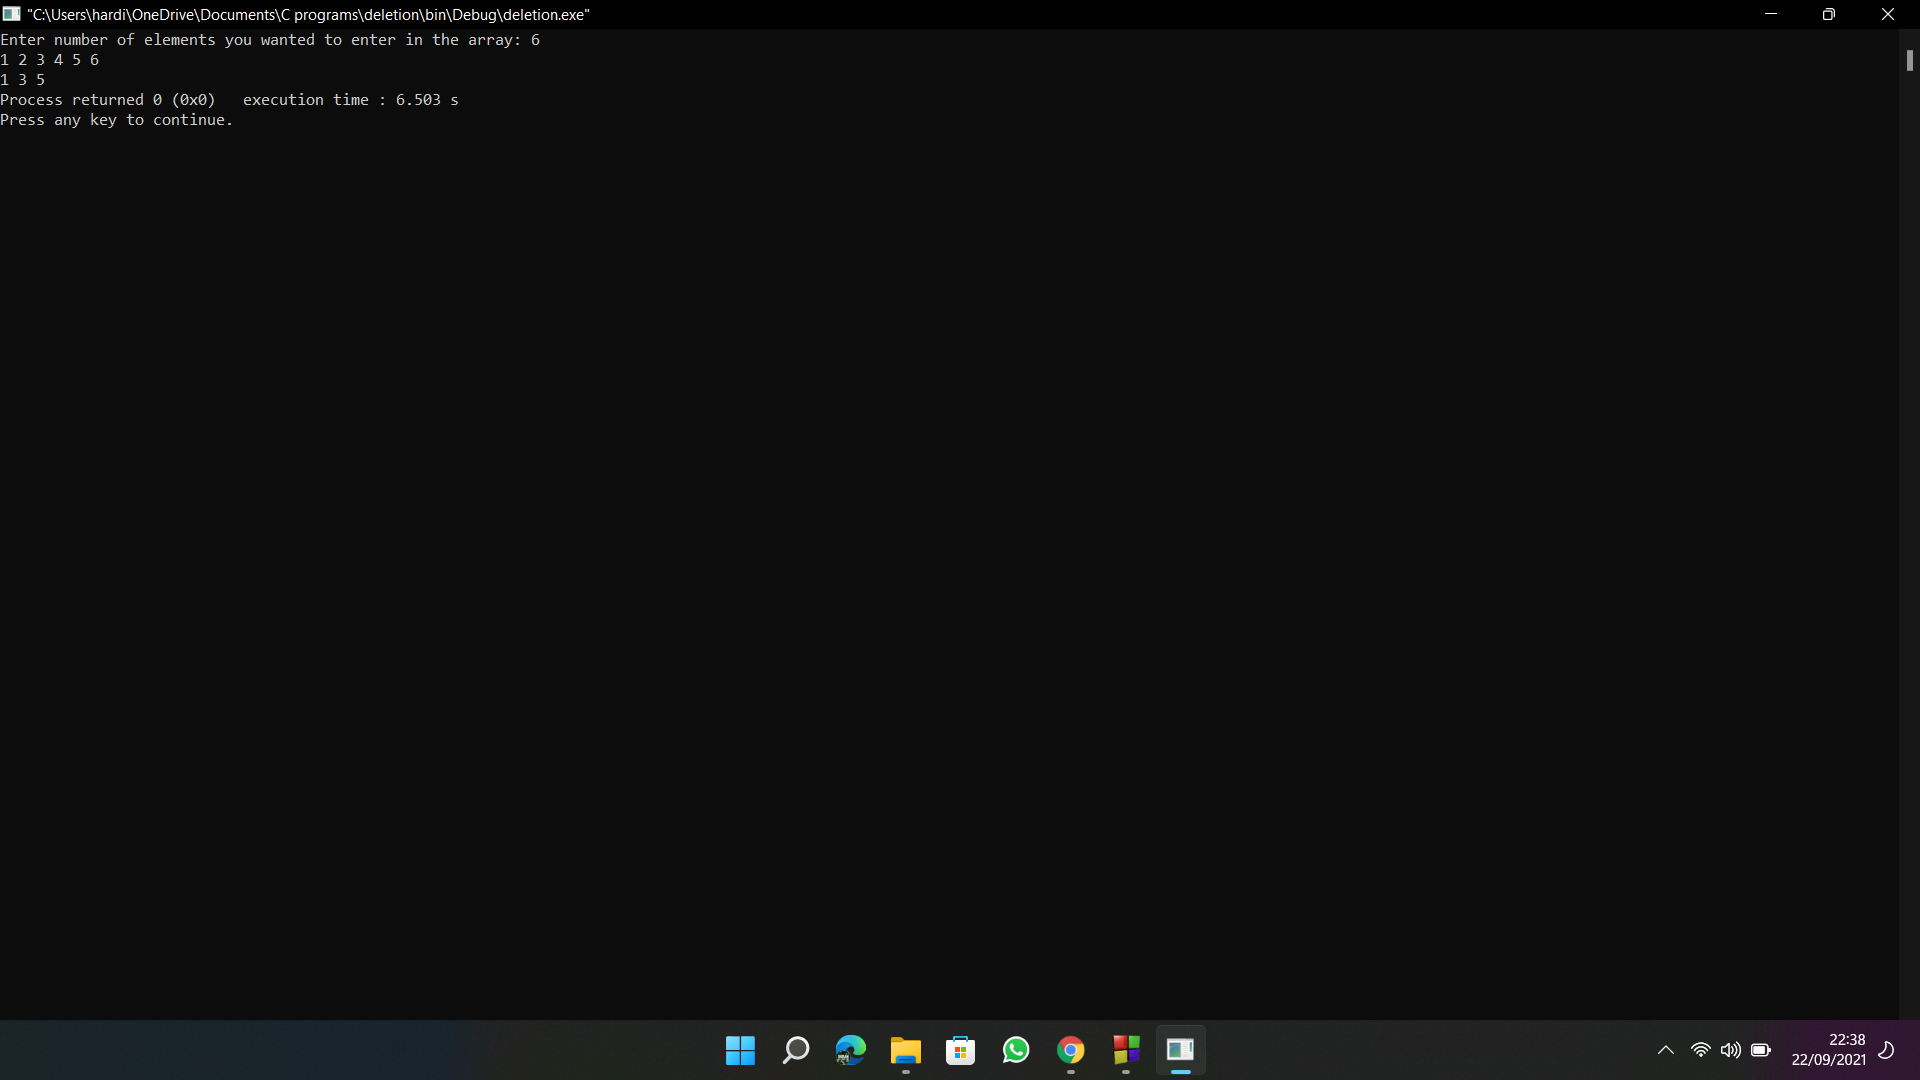 "C:\Users\hardi\OneDrive\Documents\C programs\deletion\bin\Debug\deletion.exe"
Enter number of elements you wanted to enter in the array: 6
1 2 3 4 5 6
1 3 5
Process returned 0 (0x0)   execution time : 6.503 s
Press any key to continue.
22:38
22/09/2021